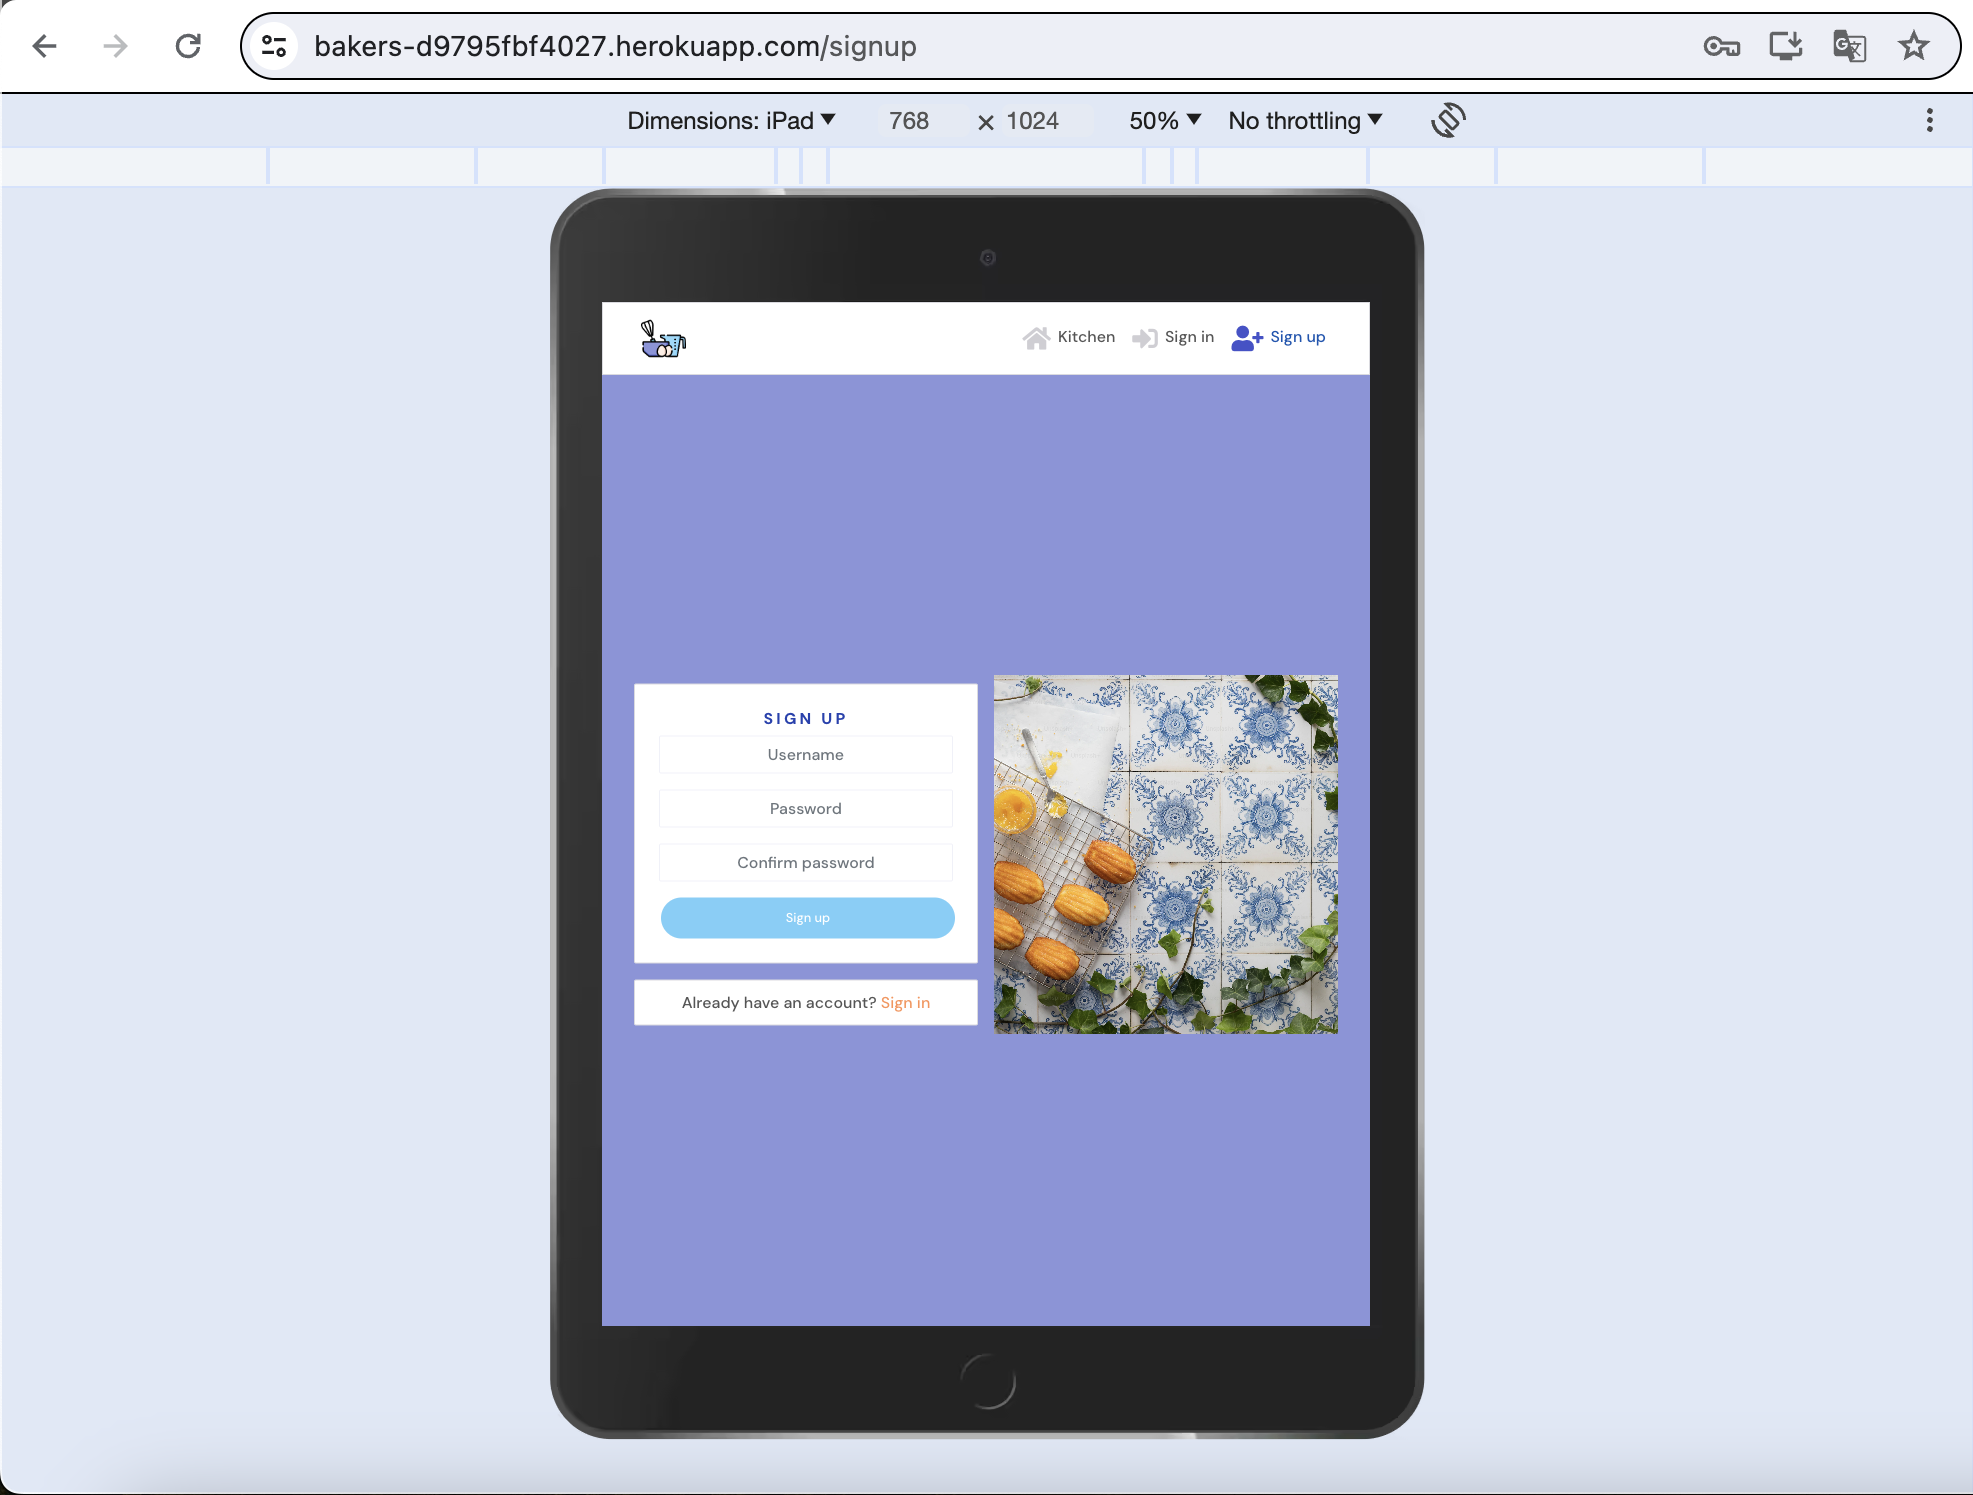 bakers-d9795fbf4027.herokuapp.com/signup
Dimensions: iPad 768 × 1024 50% No throttling
Kitchen Sign in Sign up
SIGN UP
Username
Password
Confirm password
Sign up
Already have an account? Sign in